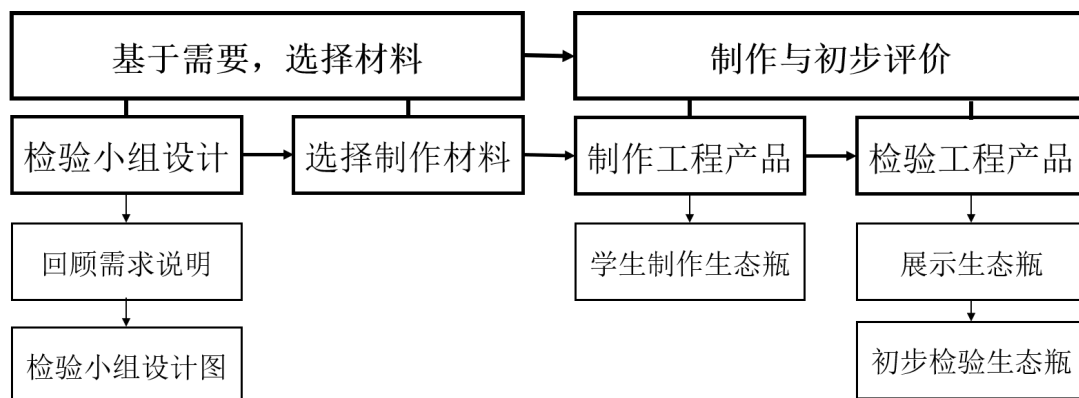 基于需要，选择材料
制作与初步评价
检验小组设计
选择制作材料
制作工程产品
检验工程产品
回顾需求说明
学生制作生态瓶
展示生态瓶
检验小组设计图
初步检验生态瓶